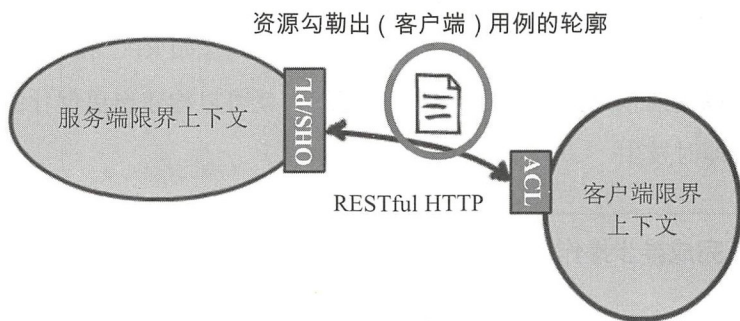 资源勾勒出（客户端）用例的轮廓
服务端限界上下文
OHS/PL
RESTful HTTP
ACL
客户端限界
上下文